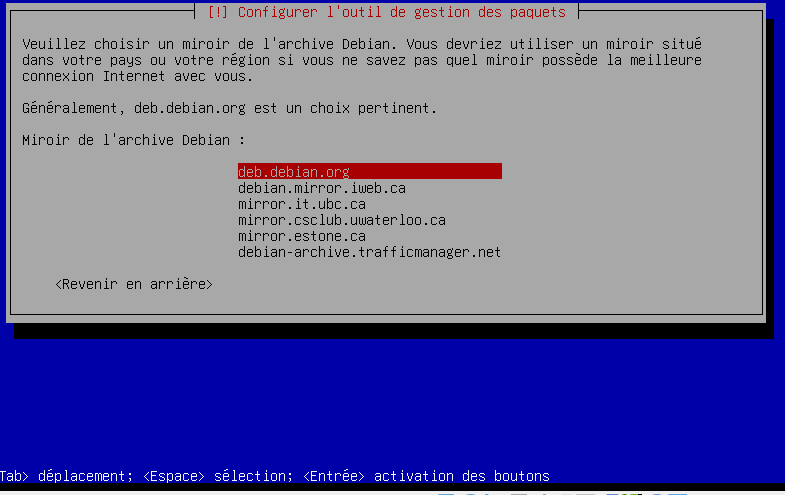 [!] Configurer l'outil de gestion des paquets
Veuillez choisir un miroir de l'archive Debian. Vous devriez utiliser un miroir situé
dans votre pays ou votre région si vous ne savez pas quel miroir possède la meilleure
connexion Internet avec vous.
Généralement, deb.debian.org est un choix pertinent.
Miroir de l'archive Debian :
deb.debian.org
debian.mirror.iweb.ca
mirror.it.ubc.ca
mirror.csclub.uwaterloo.ca
mirror.estone.ca
debian-archive.trafficmanager.net
<Revenir en arrière>
Tab> déplacement; <Espace> sélection; <Entrée> activation des boutons